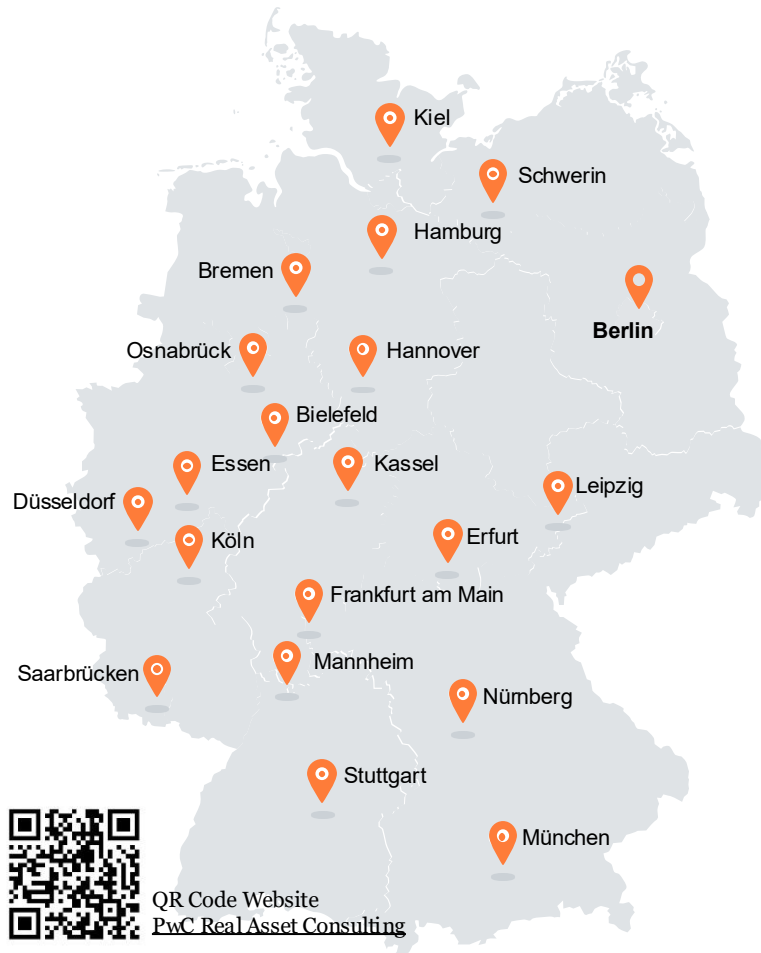 Kiel
Schwerin
Hamburg
Bremen
Berlin
Osnabrück
Hannover
Bielefeld
Essen
Kassel
Leipzig
Düsseldorf
Köln
Erfurt
Frankfurt am Main
Mannheim
Saarbrücken
Nürnberg
Stuttgart
München
QR Code Website
PwC Real Asset Consulting